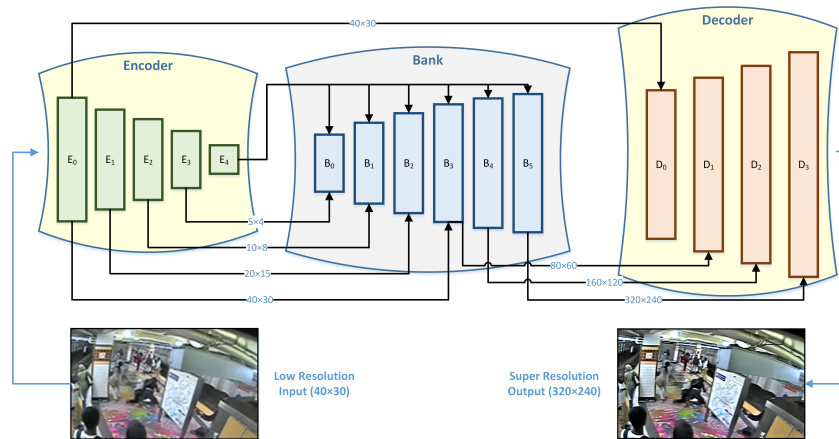 40×30
Decoder
Encoder
Bank
E0
E1
E2
E3
E4
B0
B1
B2
B3
B4
B5
D0
D1
D2
D3
5×4
10×8
20×15
40×30
80×60
160×120
320×240
Low Resolution
Input (40×30)
Super Resolution
Output (320×240)